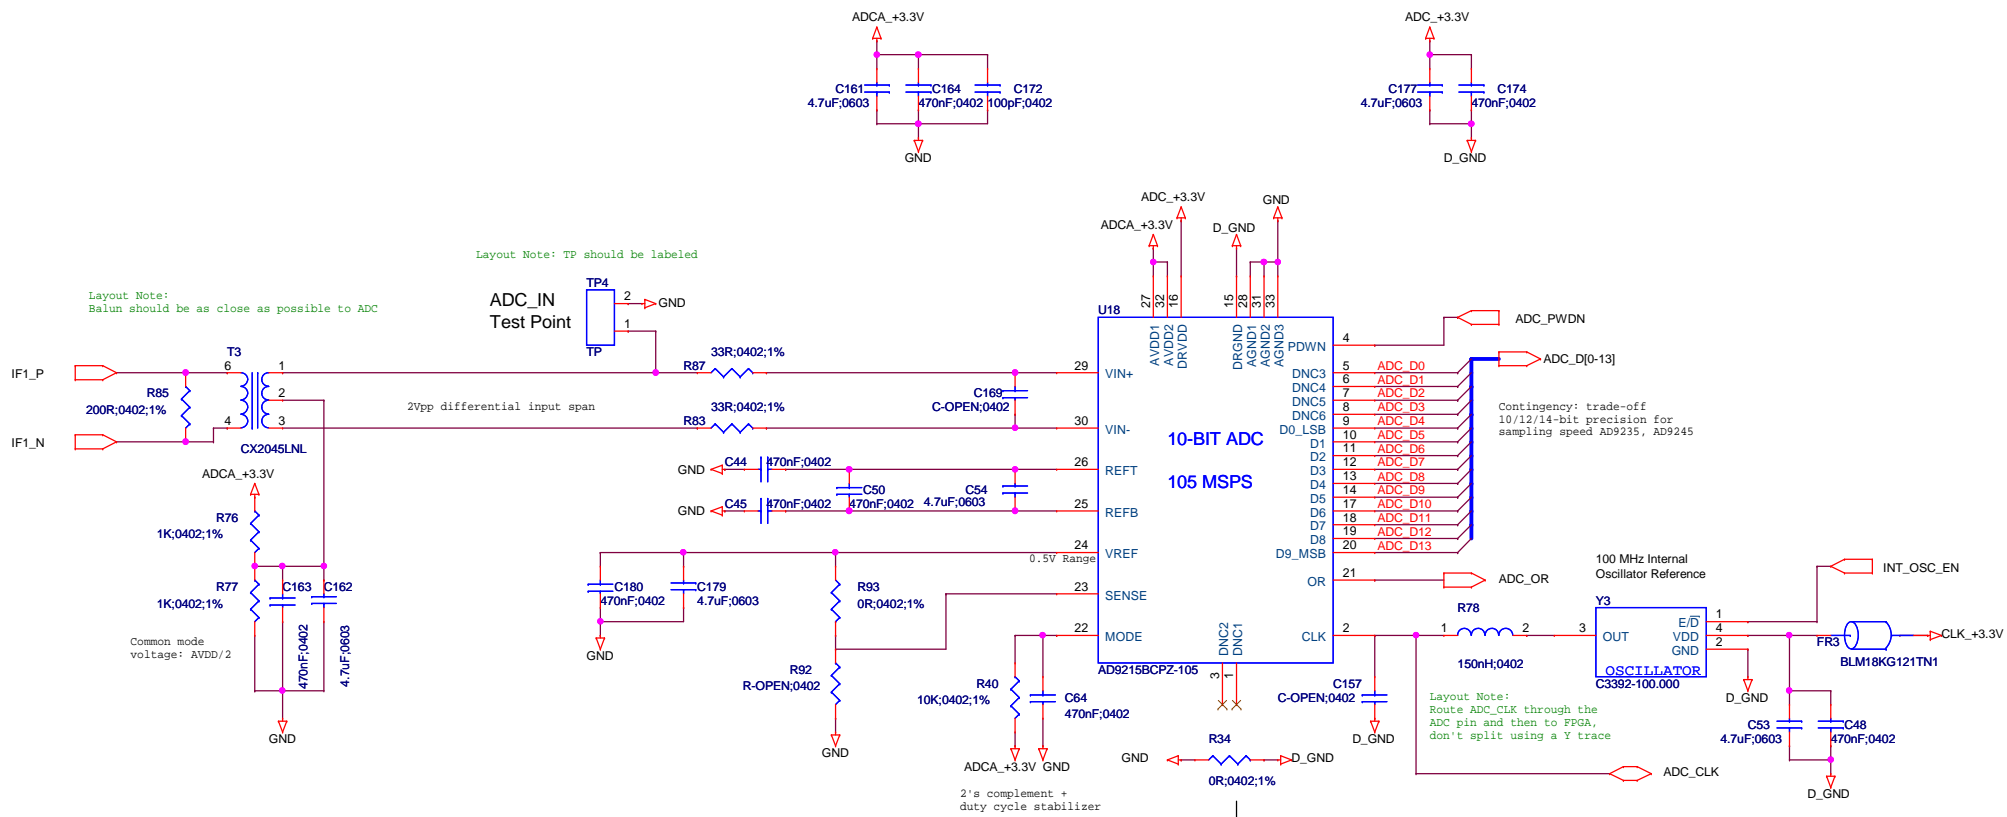 ADCA_+3.3V
C161
4.7uF;0603
C164
470nF;0402
C172
100pF;0402
GND
ADC_+3.3V
C177
4.7uF;0603
C174
470nF;0402
D_GND
Layout Note: TP should be labeled
ADC_IN
Test Point
TP4
2
GND
1
TP
Layout Note:
Balun should be as close as possible to ADC
IF1_P
IF1_N
R85
200R;0402;1%
T3
6
4
1
2
3
CX2045LNL
2Vpp differential input span
R87
33R;0402;1%
R83
33R;0402;1%
C169
C-OPEN;0402
ADCA_+3.3V
R76
1K;0402;1%
R77
1K;0402;1%
C163
470nF;0402
C162
4.7uF;0603
Common mode
voltage: AVDD/2
GND
GND
C44
470nF;0402
GND
C45
470nF;0402
C50
470nF;0402
C54
4.7uF;0603
C180
470nF;0402
C179
4.7uF;0603
GND
R93
0R;0402;1%
R92
R-OPEN;0402
GND
0.5V Range
R40
10K;0402;1%
C64
470nF;0402
ADCA_+3.3V
GND
2's complement +
duty cycle stabilizer
ADC_+3.3V
ADCA_+3.3V
D_GND
GND
U18
27
32
16
15
28
31
33
AVDD1
AVDD2
DRVDD
DRGND
AGND1
AGND2
AGND3
29
VIN+
30
VIN-
26
REFT
25
REFB
24
VREF
23
SENSE
22
MODE
10-BIT ADC
105 MSPS
PDWN
4
ADC_PWDN
DNC3
5
ADC_D0
DNC4
6
ADC_D1
DNC5
7
ADC_D2
DNC6
8
ADC_D3
D0_LSB
9
ADC_D4
D1
10
ADC_D5
D2
11
ADC_D6
D3
12
ADC_D7
D4
13
ADC_D8
D5
14
ADC_D9
D6
17
ADC_D10
D7
18
ADC_D11
D8
19
ADC_D12
D9_MSB
20
ADC_D13
OR
21
ADC_OR
CLK
2
DNC2
DNC1
3
1
AD9215BCPZ-105
ADC_D[0-13]
Contingency: trade-off
10/12/14-bit precision for
sampling speed AD9235, AD9245
100 MHz Internal
Oscillator Reference
Y3
R78
1
2
150nH;0402
3
OUT
E/D
VDD
GND
1
4
2
OSCILLATOR
C3392-100.000
INT_OSC_EN
FR3
BLM18KG121TN1
CLK_+3.3V
D_GND
C157
C-OPEN;0402
D_GND
Layout Note:
Route ADC_CLK through the
ADC pin and then to FPGA,
don't split using a Y trace
C53
4.7uF;0603
C48
470nF;0402
D_GND
ADC_CLK
GND
R34
0R;0402;1%
D_GND